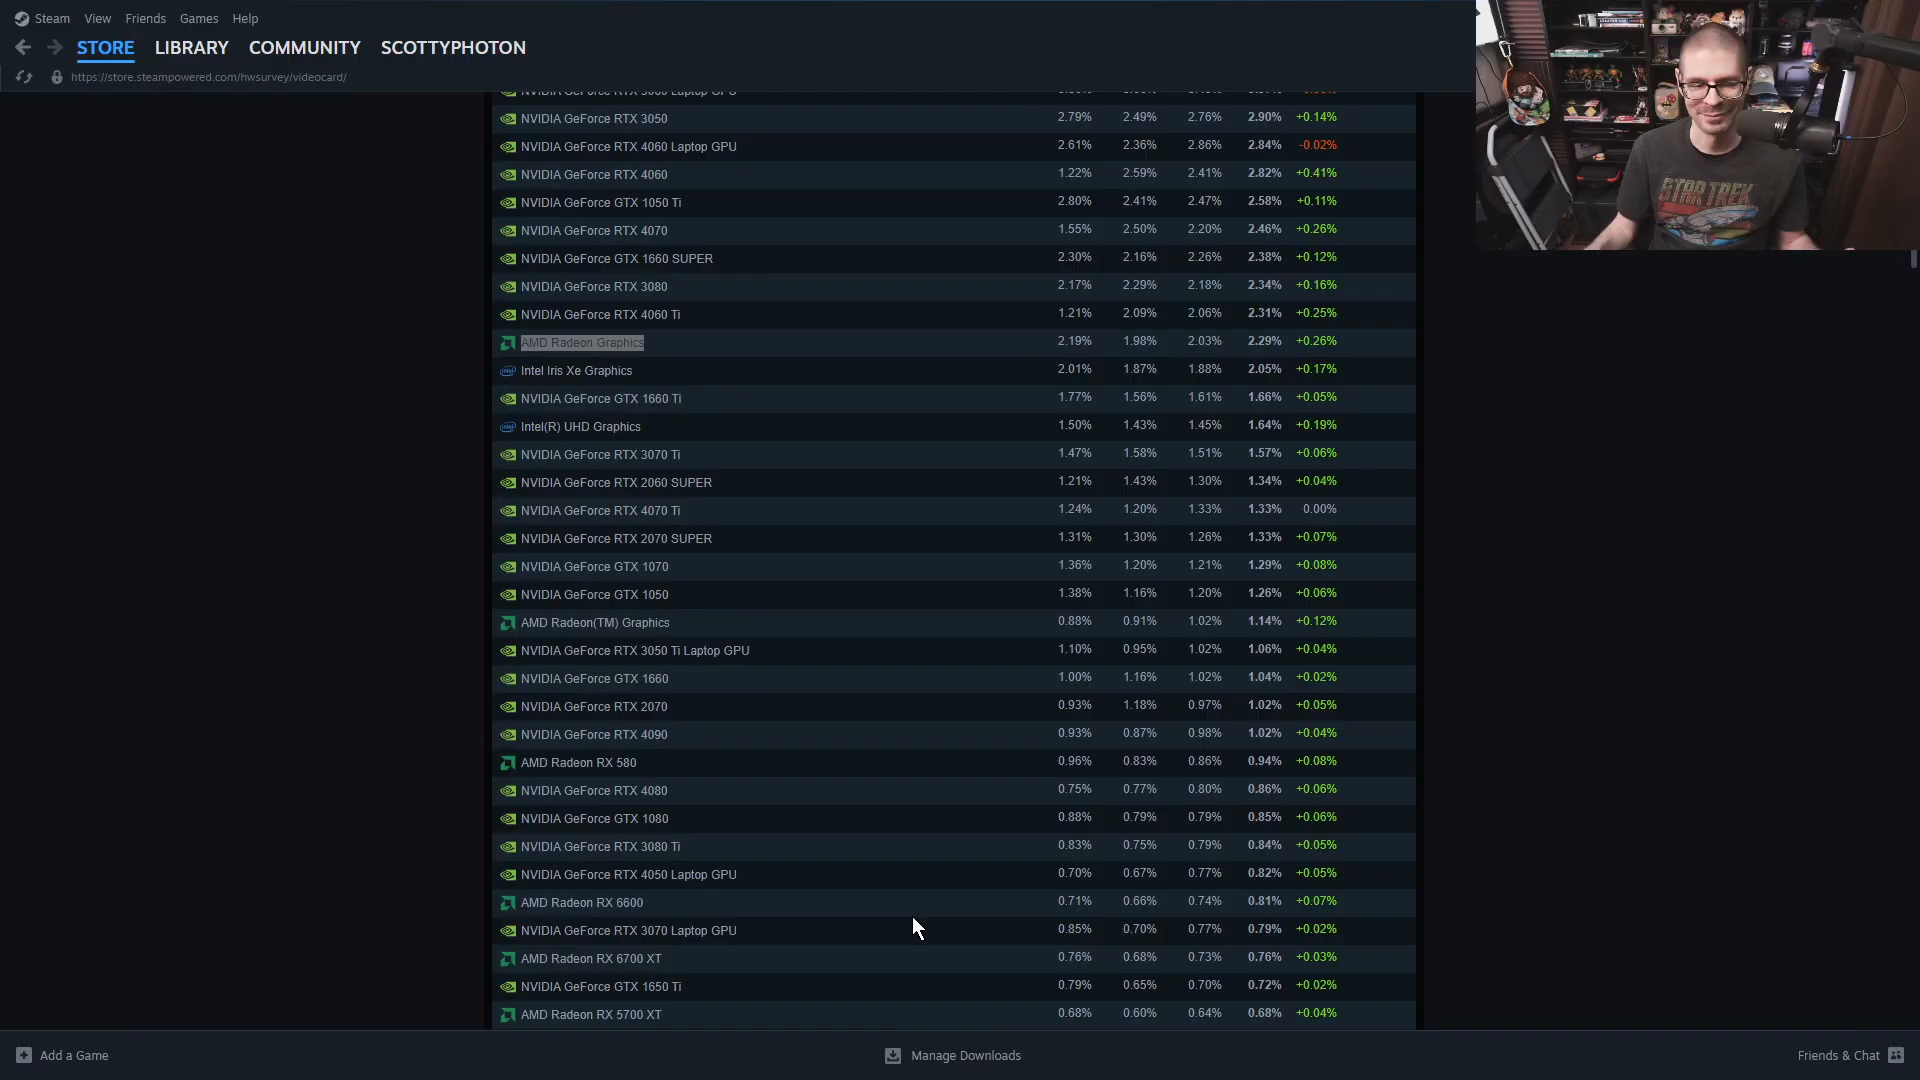 Steam View Friends Games Help
STORE LIBRARY COMMUNITY SCOTTYPHOTON
https://store.steampowered.com/hwsurvey/videocard/
NVIDIA GeForce RTX 3050 2.79% 2.49% 2.76% 2.90% +0.14%
NVIDIA GeForce RTX 4060 Laptop GPU 2.61% 2.36% 2.86% 2.84% -0.02%
NVIDIA GeForce RTX 4060 1.22% 2.59% 2.41% 2.82% +0.41%
NVIDIA GeForce GTX 1050 Ti 2.80% 2.41% 2.47% 2.58% +0.11%
NVIDIA GeForce RTX 4070 1.55% 2.50% 2.20% 2.46% +0.26%
NVIDIA GeForce GTX 1660 SUPER 2.30% 2.16% 2.26% 2.38% +0.12%
NVIDIA GeForce RTX 3080 2.17% 2.29% 2.18% 2.34% +0.16%
NVIDIA GeForce RTX 4060 Ti 1.21% 2.09% 2.06% 2.31% +0.25%
AMD Radeon Graphics 2.19% 1.98% 2.03% 2.29% +0.26%
intel Intel Iris Xe Graphics 2.01% 1.87% 1.88% 2.05% +0.17%
NVIDIA GeForce GTX 1660 Ti 1.77% 1.56% 1.61% 1.66% +0.05%
intel Intel(R) UHD Graphics 1.50% 1.43% 1.45% 1.64% +0.19%
NVIDIA GeForce RTX 3070 Ti 1.47% 1.58% 1.51% 1.57% +0.06%
NVIDIA GeForce RTX 2060 SUPER 1.21% 1.43% 1.30% 1.34% +0.04%
NVIDIA GeForce RTX 4070 Ti 1.24% 1.20% 1.33% 1.33% 0.00%
NVIDIA GeForce RTX 2070 SUPER 1.31% 1.30% 1.26% 1.33% +0.07%
NVIDIA GeForce GTX 1070 1.36% 1.20% 1.21% 1.29% +0.08%
NVIDIA GeForce GTX 1050 1.38% 1.16% 1.20% 1.26% +0.06%
AMD Radeon(TM) Graphics 0.88% 0.91% 1.02% 1.14% +0.12%
NVIDIA GeForce RTX 3050 Ti Laptop GPU 1.10% 0.95% 1.02% 1.06% +0.04%
NVIDIA GeForce GTX 1660 1.00% 1.16% 1.02% 1.04% +0.02%
NVIDIA GeForce RTX 2070 0.93% 1.18% 0.97% 1.02% +0.05%
NVIDIA GeForce RTX 4090 0.93% 0.87% 0.98% 1.02% +0.04%
AMD Radeon RX 580 0.96% 0.83% 0.86% 0.94% +0.08%
NVIDIA GeForce RTX 4080 0.75% 0.77% 0.80% 0.86% +0.06%
NVIDIA GeForce GTX 1080 0.88% 0.79% 0.79% 0.85% +0.06%
NVIDIA GeForce RTX 3080 Ti 0.83% 0.75% 0.79% 0.84% +0.05%
NVIDIA GeForce RTX 4050 Laptop GPU 0.70% 0.67% 0.77% 0.82% +0.05%
AMD Radeon RX 6600 0.71% 0.66% 0.74% 0.81% +0.07%
NVIDIA GeForce RTX 3070 Laptop GPU 0.85% 0.70% 0.77% 0.79% +0.02%
AMD Radeon RX 6700 XT 0.76% 0.68% 0.73% 0.76% +0.03%
NVIDIA GeForce GTX 1650 Ti 0.79% 0.65% 0.70% 0.72% +0.02%
AMD Radeon RX 5700 XT 0.68% 0.60% 0.64% 0.68% +0.04%
STAR TREK
Add a Game Manage Downloads Friends & Chat